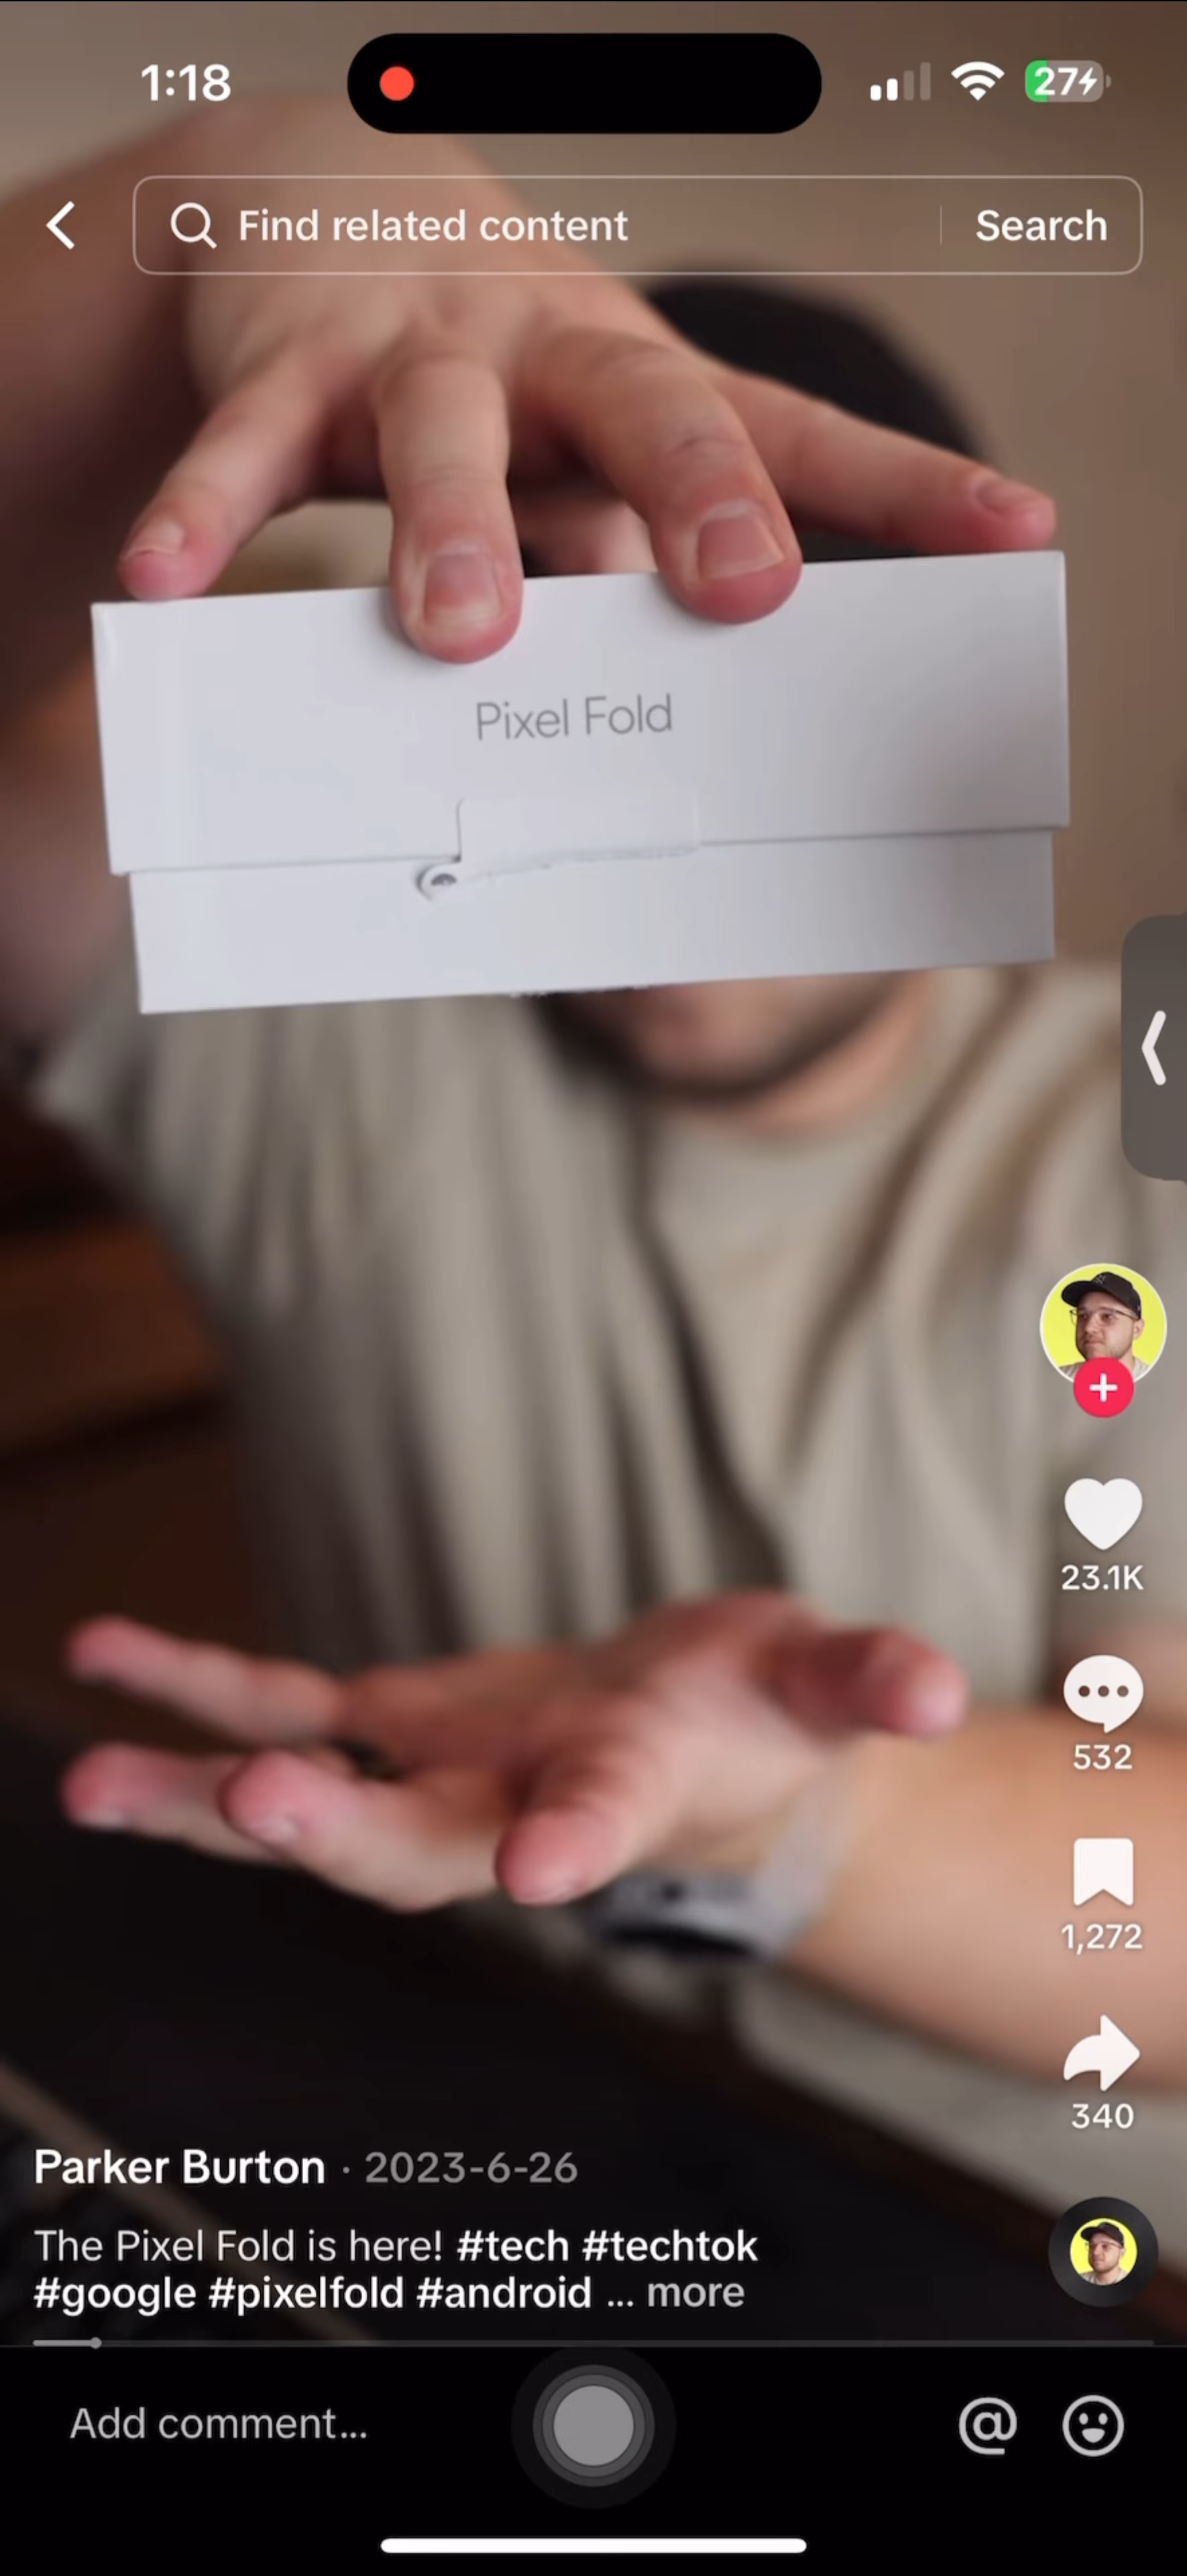 1:18
27
Find related content
Search
Pixel Fold
23.1K
532
1,272
340
Parker Burton · 2023-6-26
The Pixel Fold is here! #tech #techtok
#google #pixelfold #android ... more
Add comment...
@